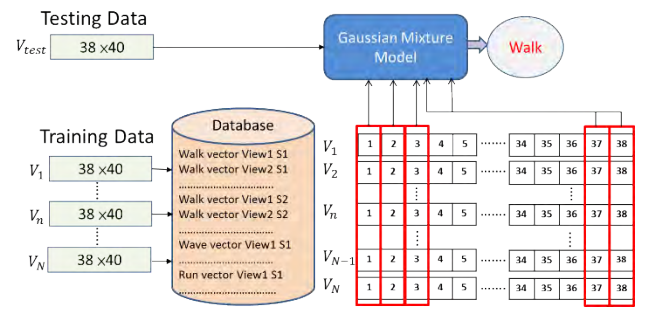 Testing Data
V_test 38 ×40
Gaussian Mixture
Model
Walk
Training Data
V_1 38 ×40
V_n 38 ×40
V_N 38 ×40
Database
Walk vector View1 S1
Walk vector View2 S1
........................
Walk vector View1 S2
Walk vector View2 S2
........................
Wave vector View1 S1
........................
Run vector View1 S1
........................
V_1 1 2 3 4 5 ....... 34 35 36 37 38
V_2 1 2 3 4 5 ....... 34 35 36 37 38
V_n 1 2 3 4 5 ....... 34 35 36 37 38
V_N−1 1 2 3 4 5 ....... 34 35 36 37 38
V_N 1 2 3 4 5 ....... 34 35 36 37 38